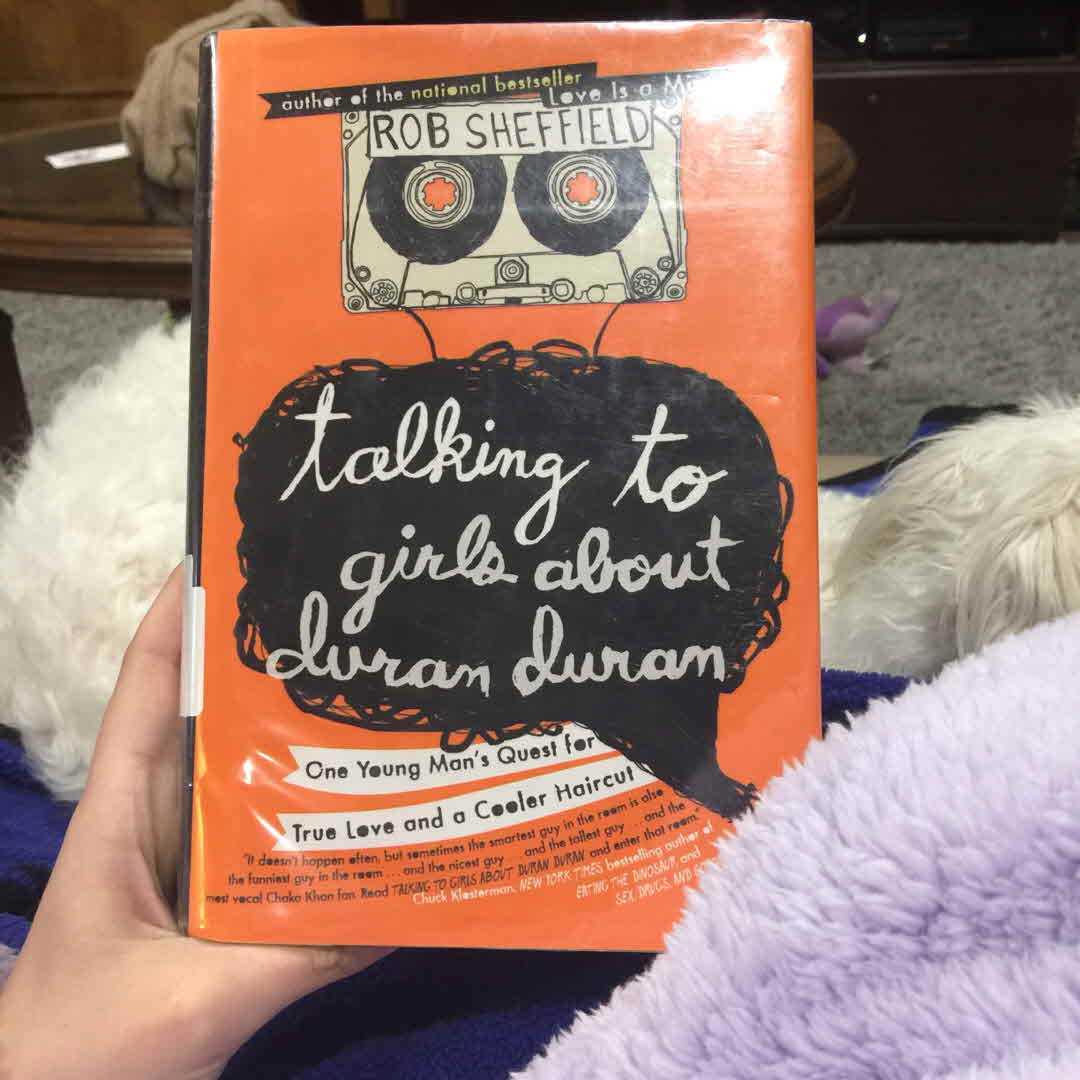 author of the national bestseller
Love Is a
ROB SHEFFIELD
talking to
girls about
duran duran
One Young Man's Quest for
True Love and a Cooler Haircut
"It doesn't happen often, but sometimes the smartest guy in the room is also
the funniest guy in the room . . . and the nicest guy . . . and the tallest guy . . . and the
most vocal Chaka Khan fan. Read TALKING TO GIRLS ABOUT DURAN DURAN and enter that room."
Chuck Klosterman, NEW YORK TIMES bestselling author of
EATING THE DINOSAUR, and
SEX, DRUGS, AND